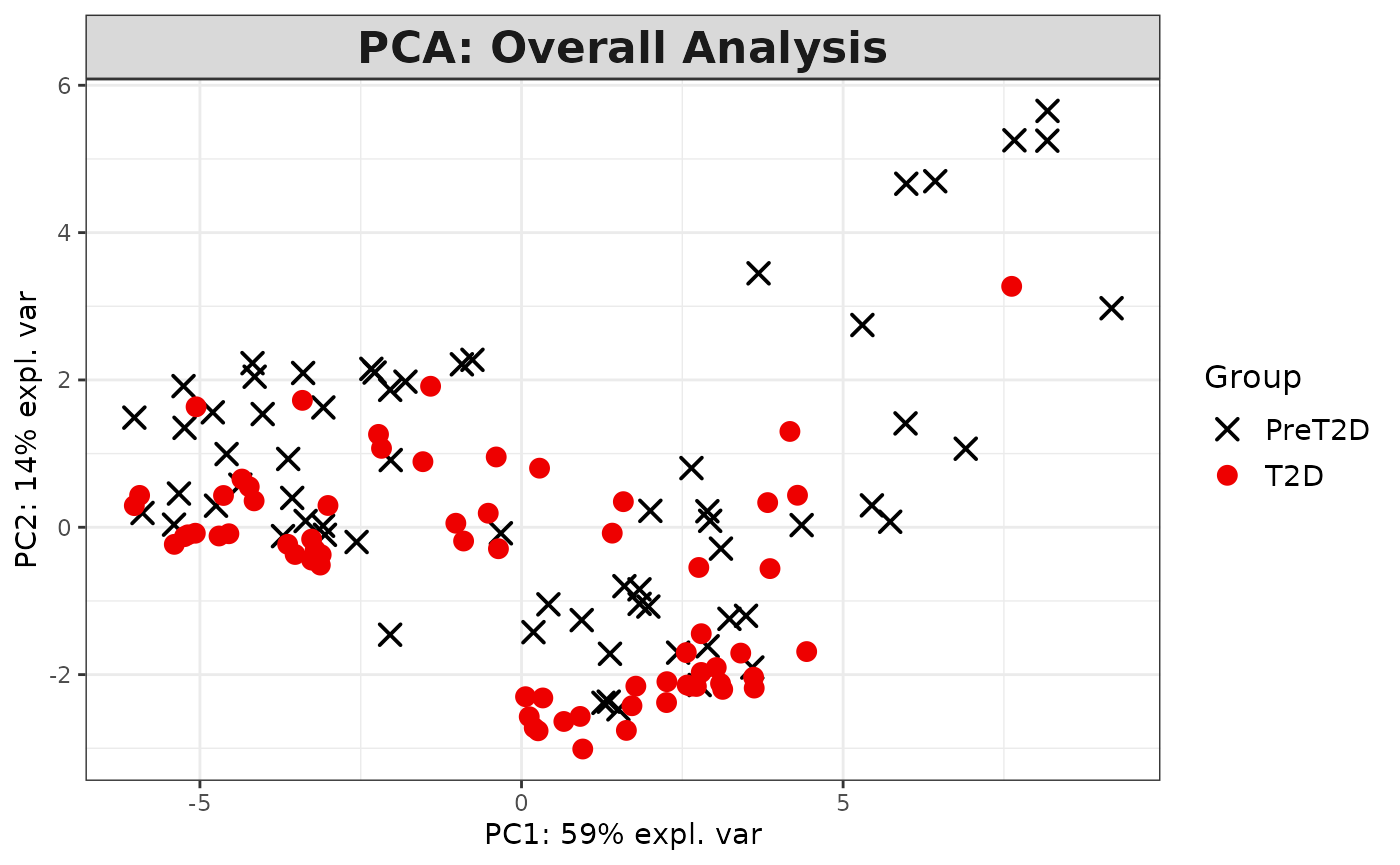 PCA: Overall Analysis
6
4
2
0
-2
-5
0
5
PC1: 59% expl. var
PC2: 14% expl. var
Group
PreT2D
T2D